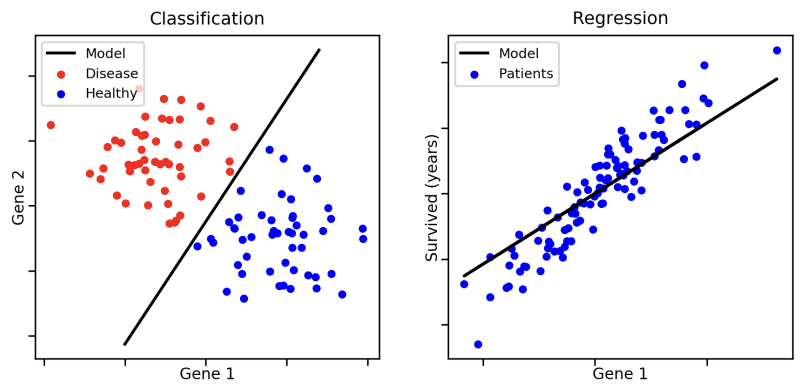 Classification
Model
Disease
Healthy
Gene 2
Gene 1
Regression
Model
Patients
Survived (years)
Gene 1